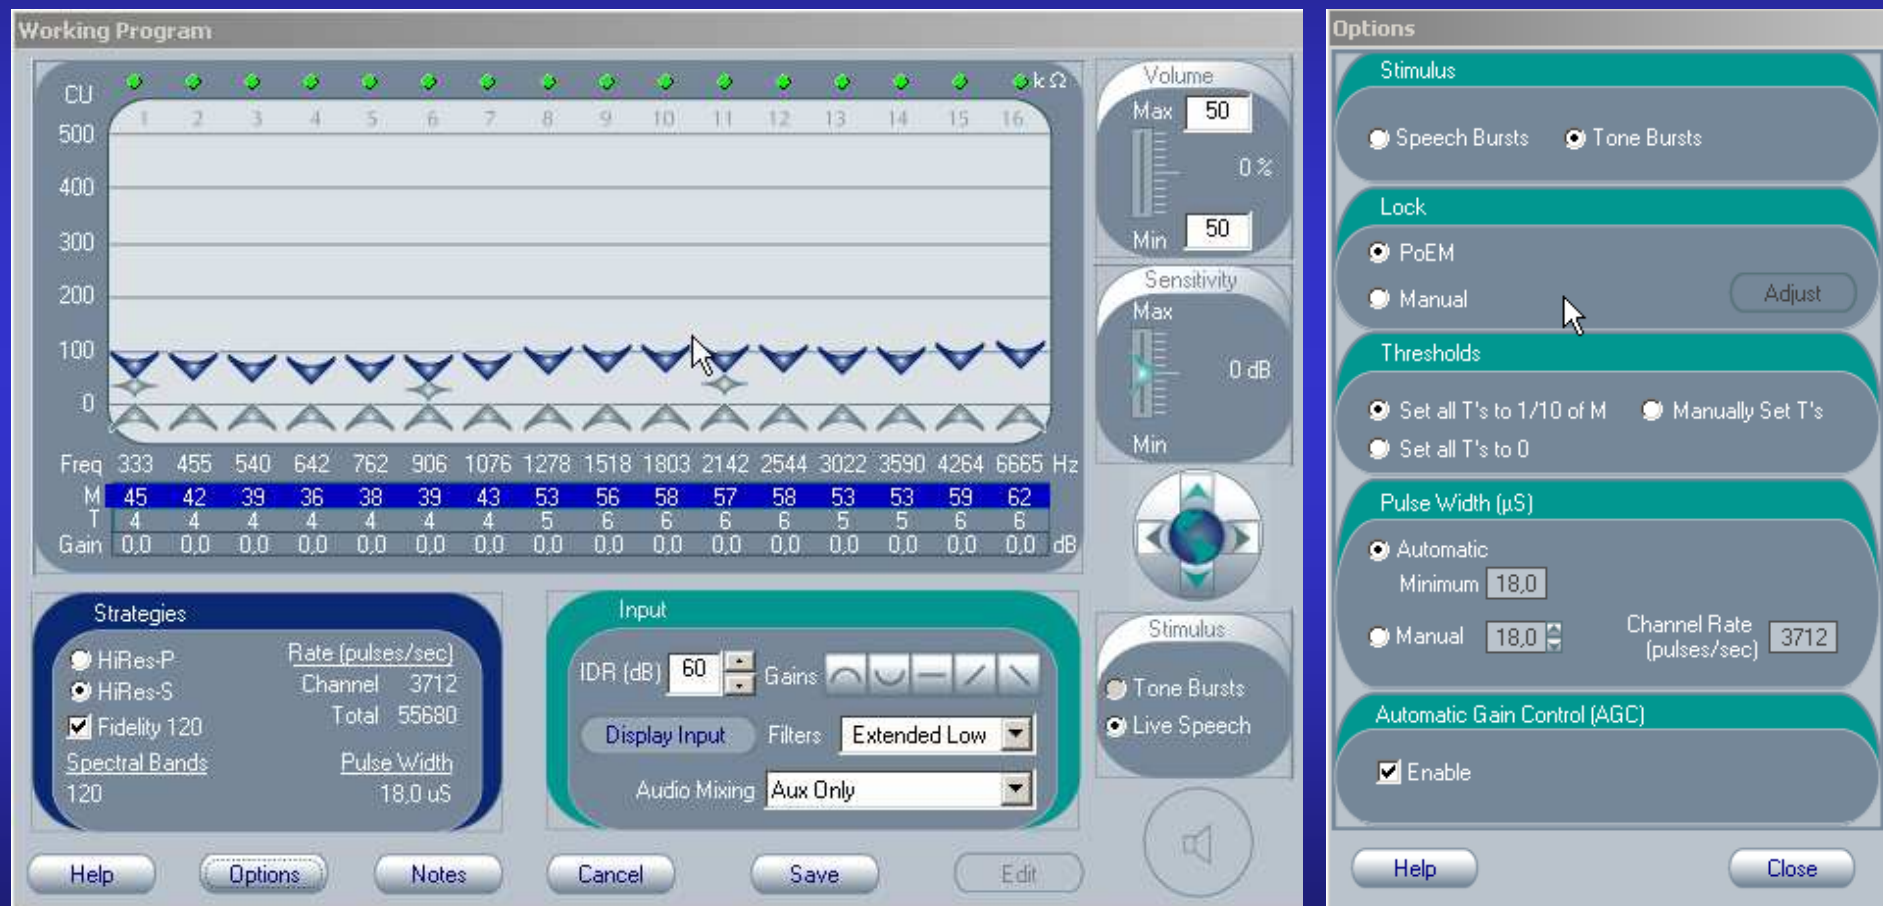 Working Program
CU
kΩ
1 2 3 4 5 6 7 8 9 10 11 12 13 14 15 16
500
400
300
200
100
0
Freq 333 455 540 642 762 906 1076 1278 1518 1803 2142 2544 3022 3590 4264 6665 Hz
M 45 42 39 36 38 39 43 53 56 58 57 58 53 53 59 62
T 4 4 4 4 4 4 4 5 6 6 6 6 5 5 6 6
Gain 0,0 0,0 0,0 0,0 0,0 0,0 0,0 0,0 0,0 0,0 0,0 0,0 0,0 0,0 0,0 0,0 dB
Volume
Max 50
0 %
Min 50
Sensitivity
Max
0 dB
Min
Strategies
HiRes-P
HiRes-S
Fidelity 120
Spectral Bands
120
Rate (pulses/sec)
Channel 3712
Total 55680
Pulse Width
18,0 uS
Input
IDR (dB) 60 Gains
Display Input Filters Extended Low
Audio Mixing Aux Only
Stimulus
Tone Bursts
Live Speech
Help Options Notes Cancel Save Edit
Options
Stimulus
Speech Bursts Tone Bursts
Lock
PoEM
Manual Adjust
Thresholds
Set all T's to 1/10 of M Manually Set T's
Set all T's to 0
Pulse Width (µS)
Automatic
Minimum 18,0
Manual 18,0
Channel Rate
(pulses/sec) 3712
Automatic Gain Control (AGC)
Enable
Help Close